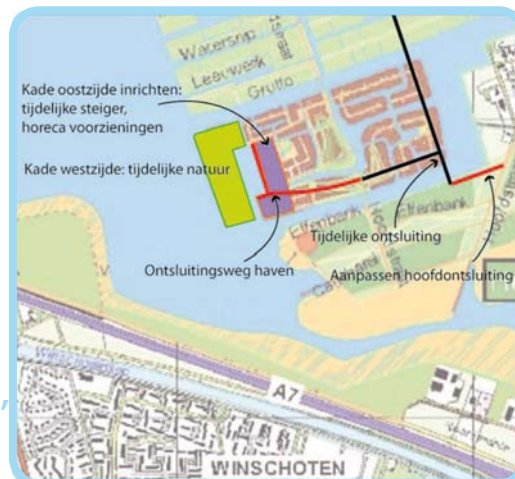 Watersnip
Leeuwerik
Grutto
Kade oostzijde inrichten:
tijdelijke steiger,
horeca voorzieningen
Kade westzijde: tijdelijke natuur
Elfenbank
Elfenbank
Tijdelijke ontsluiting
Ontsluitingsweg haven
Aanpassen hoofdontsluiting
A7
WINSCHOTEN